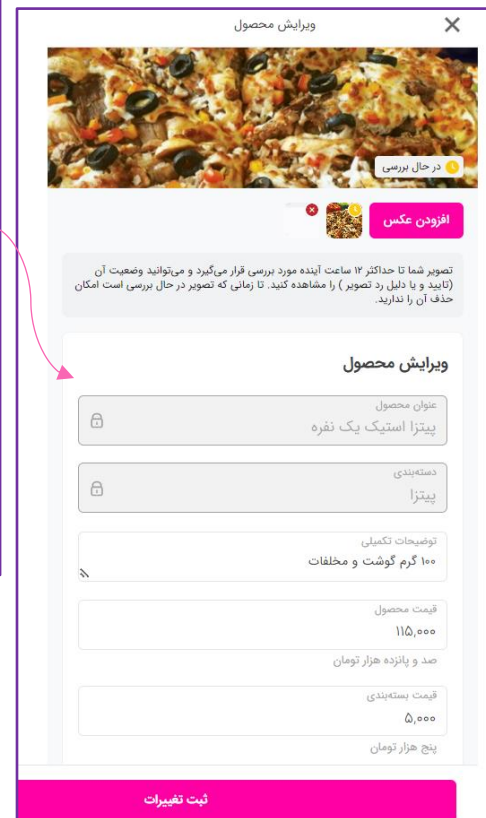 ویرایش محصول
در حال بررسی
افزودن عکس
تصویر شما تا حداکثر ۱۲ ساعت آینده مورد بررسی قرار می‌گیرد و می‌توانید وضعیت آن
(تایید و یا دلیل رد تصویر ) را مشاهده کنید. تا زمانی که تصویر در حال بررسی است امکان
حذف آن را ندارید.
ویرایش محصول
عنوان محصول
پیتزا استیک یک نفره
دسته‌بندی
پیتزا
توضیحات تکمیلی
۱۰۰ گرم گوشت و مخلفات
قیمت محصول
۱۱۵,۰۰۰
صد و پانزده هزار تومان
قیمت بسته‌بندی
۵,۰۰۰
پنج هزار تومان
ثبت تغییرات